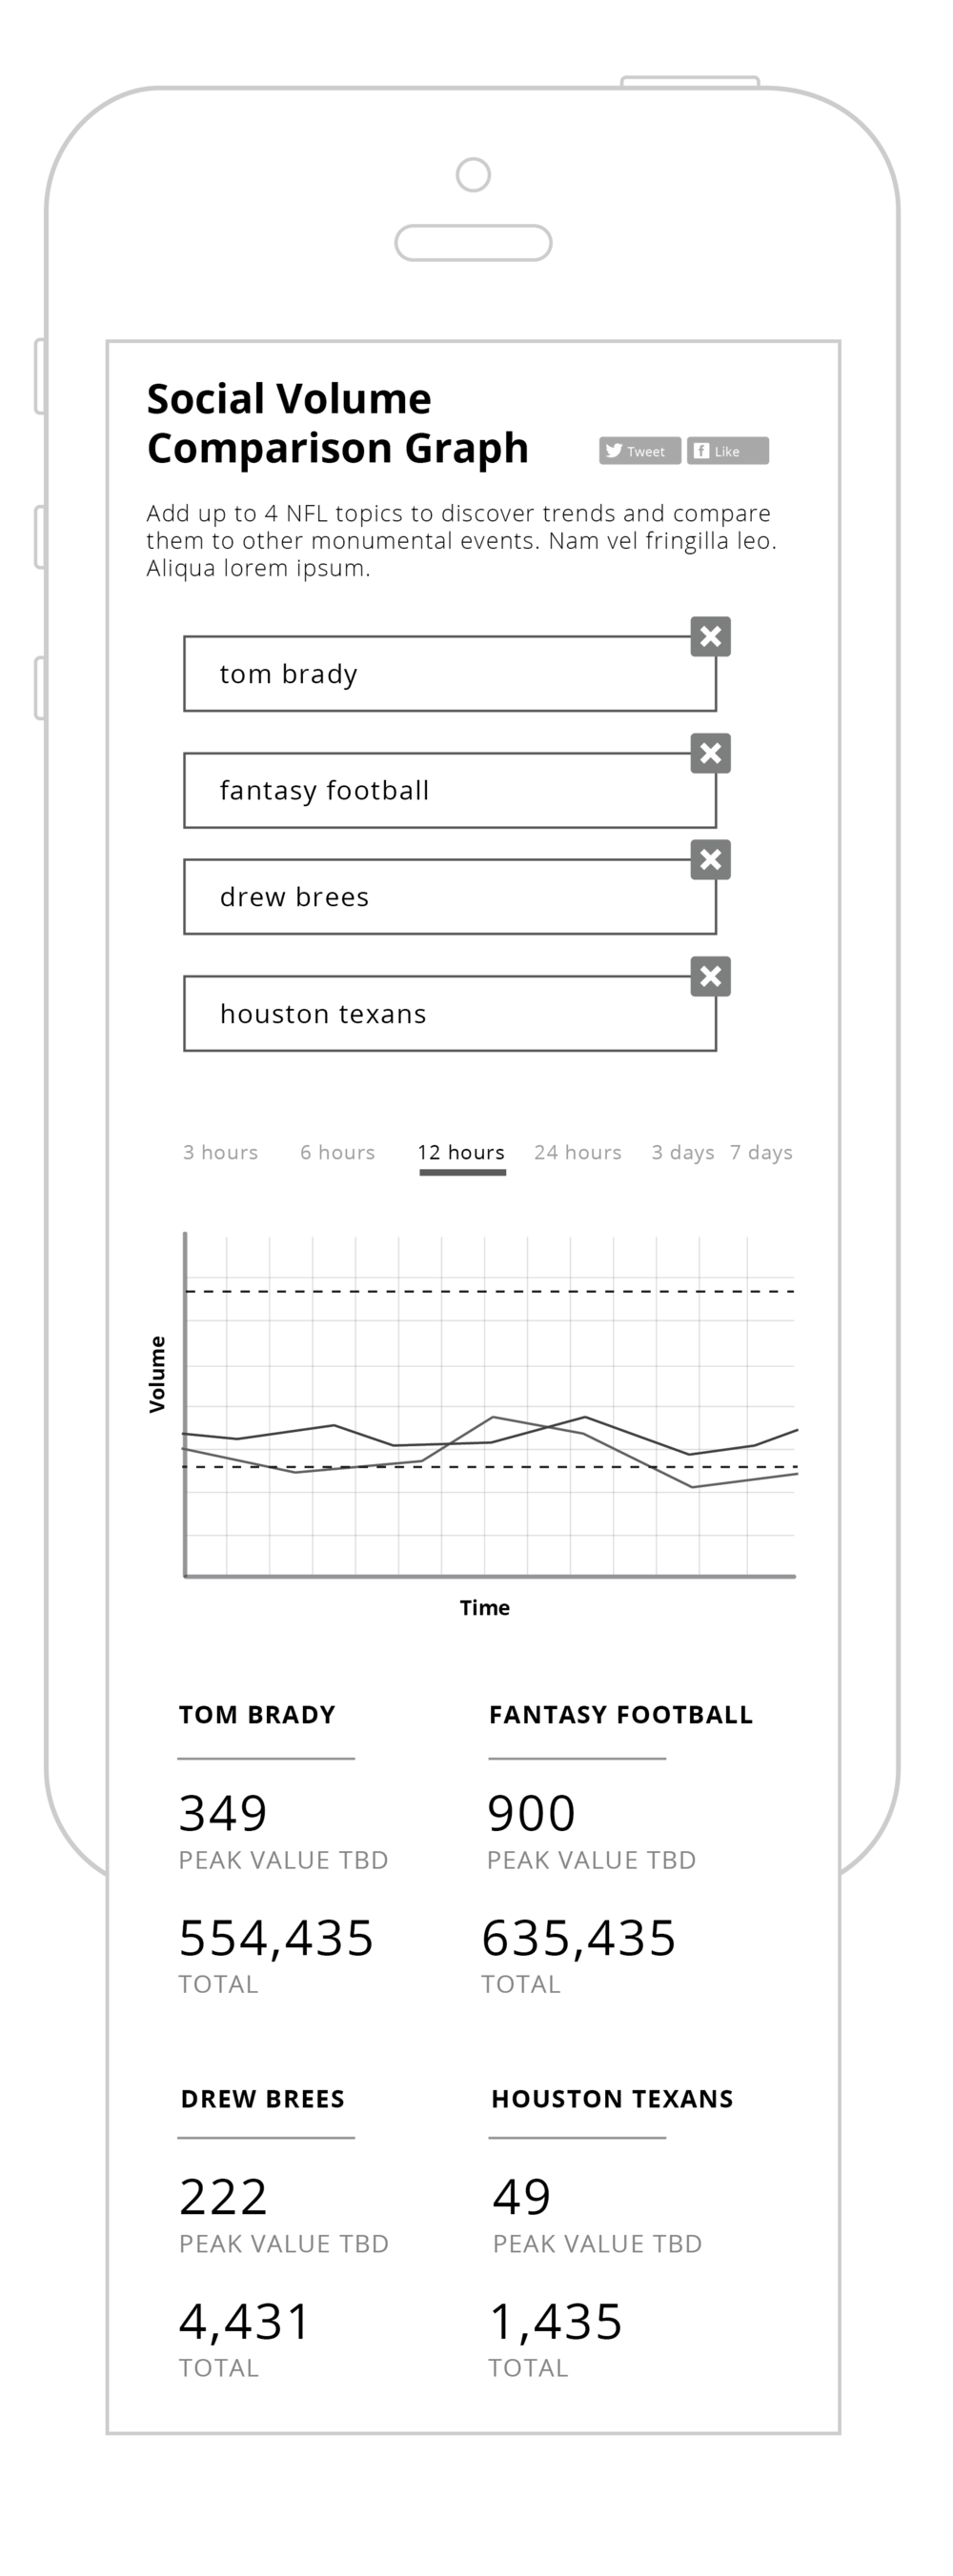 Social Volume
Comparison Graph
Tweet
Like
Add up to 4 NFL topics to discover trends and compare
them to other monumental events. Nam vel fringilla leo.
Aliqua lorem ipsum.
tom brady
fantasy football
drew brees
houston texans
3 hours 6 hours 12 hours 24 hours 3 days 7 days
Volume
Time
TOM BRADY
349
PEAK VALUE TBD
554,435
TOTAL
FANTASY FOOTBALL
900
PEAK VALUE TBD
635,435
TOTAL
DREW BREES
222
PEAK VALUE TBD
4,431
TOTAL
HOUSTON TEXANS
49
PEAK VALUE TBD
1,435
TOTAL